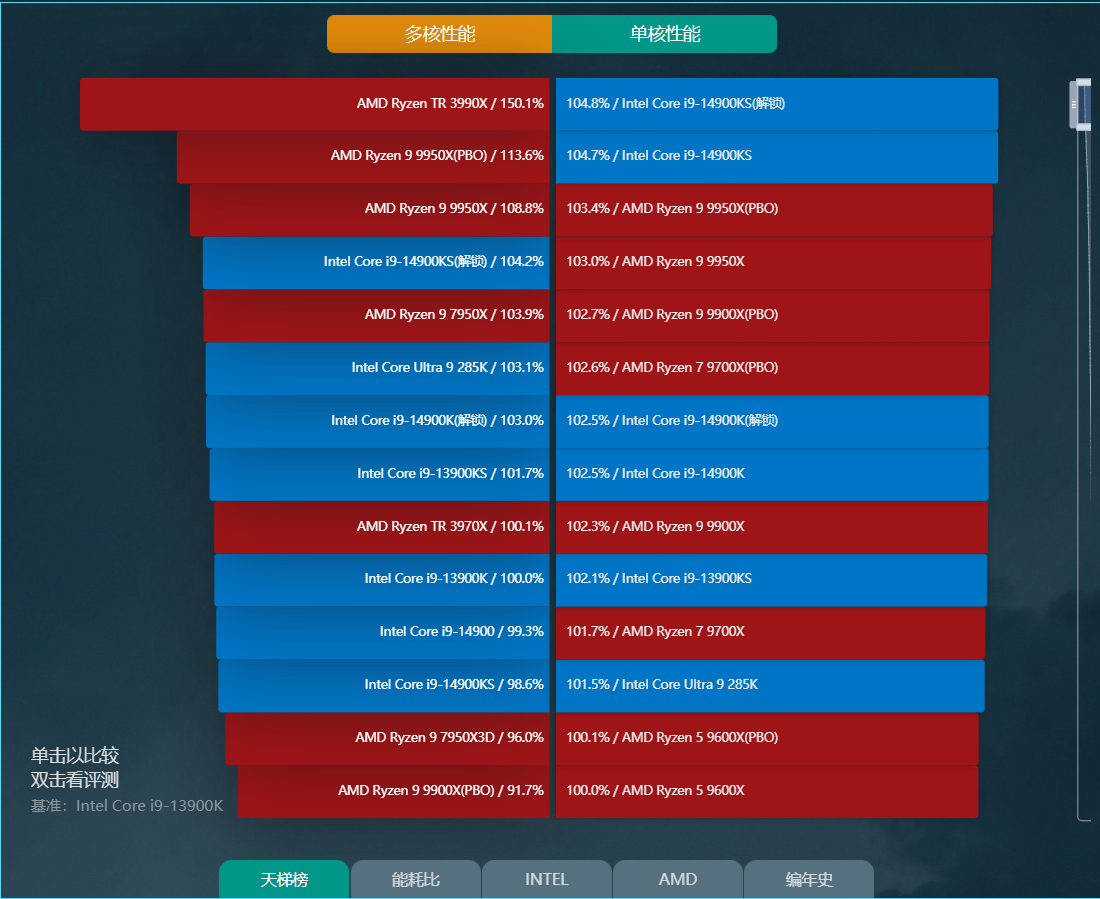 多核性能
单核性能
AMD Ryzen TR 3990X / 150.1%
104.8% / Intel Core i9-14900KS(解锁)
AMD Ryzen 9 9950X(PBO) / 113.6%
104.7% / Intel Core i9-14900KS
AMD Ryzen 9 9950X / 108.8%
103.4% / AMD Ryzen 9 9950X(PBO)
Intel Core i9-14900KS(解锁) / 104.2%
103.0% / AMD Ryzen 9 9950X
AMD Ryzen 9 7950X / 103.9%
102.7% / AMD Ryzen 9 9900X(PBO)
Intel Core Ultra 9 285K / 103.1%
102.6% / AMD Ryzen 7 9700X(PBO)
Intel Core i9-14900K(解锁) / 103.0%
102.5% / Intel Core i9-14900K(解锁)
Intel Core i9-13900KS / 101.7%
102.5% / Intel Core i9-14900K
AMD Ryzen TR 3970X / 100.1%
102.3% / AMD Ryzen 9 9900X
Intel Core i9-13900K / 100.0%
102.1% / Intel Core i9-13900KS
Intel Core i9-14900 / 99.3%
101.7% / AMD Ryzen 7 9700X
Intel Core i9-14900KS / 98.6%
101.5% / Intel Core Ultra 9 285K
AMD Ryzen 9 7950X3D / 96.0%
100.1% / AMD Ryzen 5 9600X(PBO)
AMD Ryzen 9 9900X(PBO) / 91.7%
100.0% / AMD Ryzen 5 9600X
单击以比较
双击看评测
基准：Intel Core i9-13900K
天梯榜
能耗比
INTEL
AMD
编年史